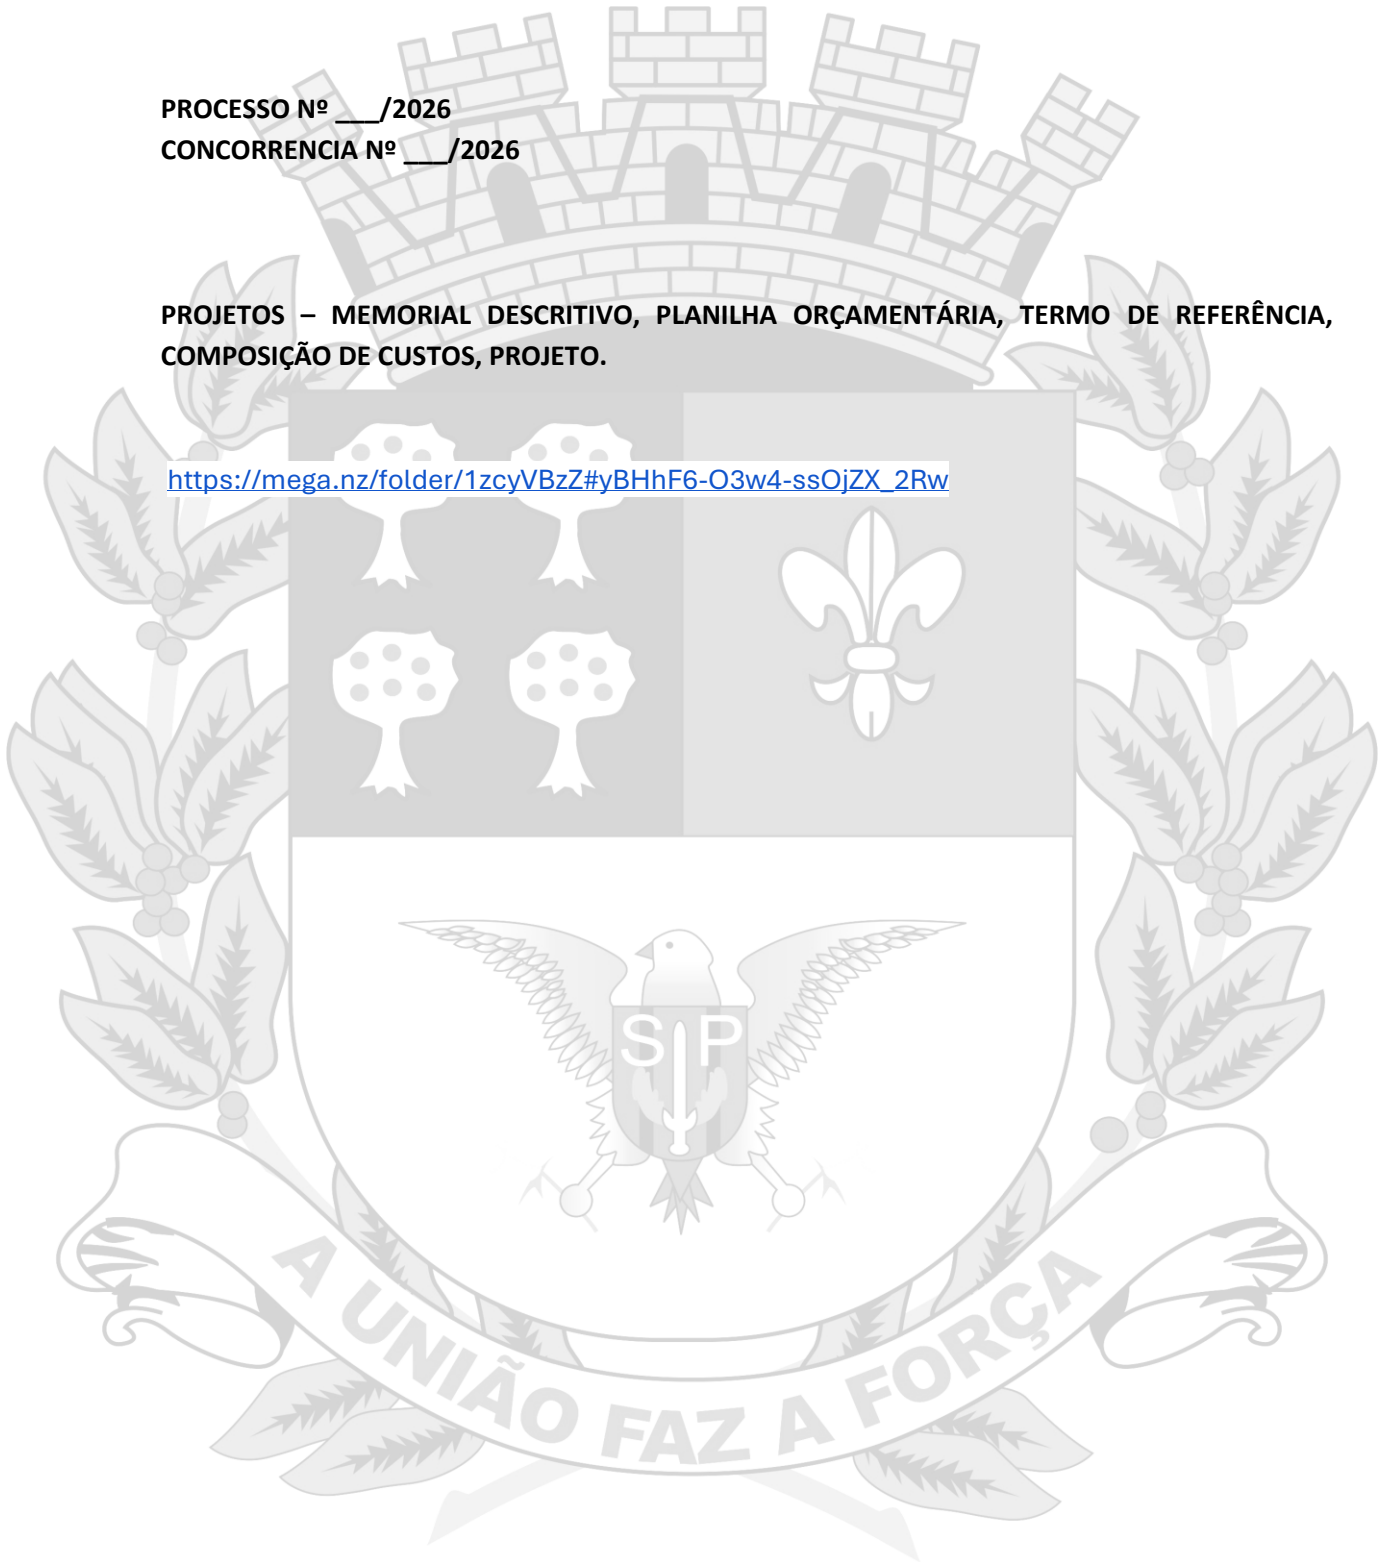 PROCESSO Nº ___/2026
CONCORRENCIA Nº ___/2026
PROJETOS – MEMORIAL DESCRITIVO, PLANILHA ORÇAMENTÁRIA, TERMO DE REFERÊNCIA,
COMPOSIÇÃO DE CUSTOS, PROJETO.
https://mega.nz/folder/1zcyVBzZ#yBHhF6-O3w4-ssOjZX_2Rw
S P
A UNIÃO FAZ A FORÇA